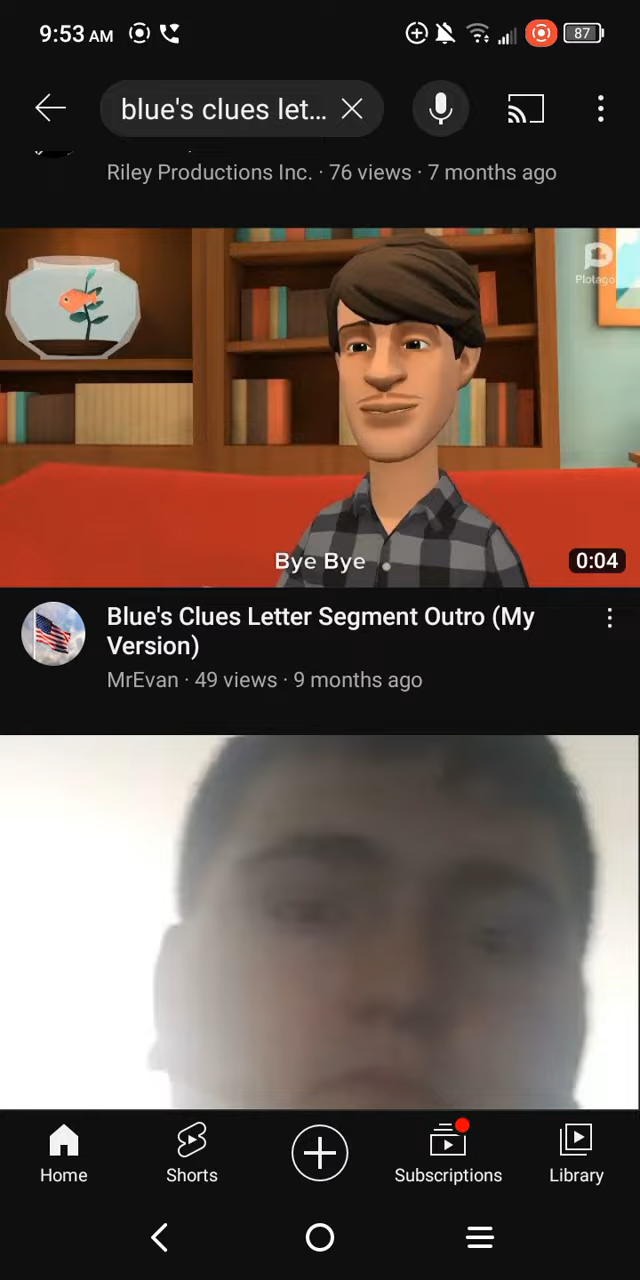 9:53 AM 87
blue's clues let...
Riley Productions Inc. · 76 views · 7 months ago
Plotago
Bye Bye
0:04
Blue's Clues Letter Segment Outro (My
Version)
MrEvan · 49 views · 9 months ago
Home Shorts Subscriptions Library